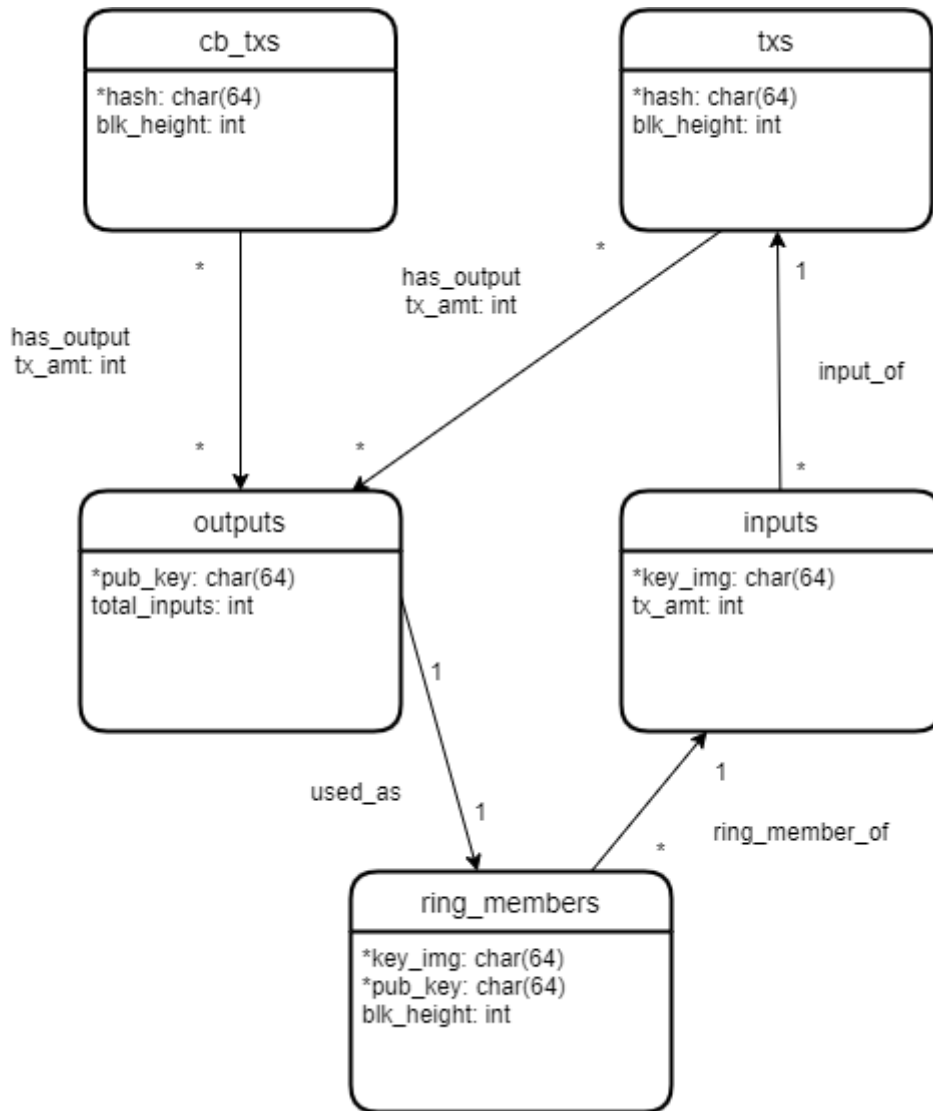 cb_txs
*hash: char(64)
blk_height: int
txs
*hash: char(64)
blk_height: int
*
has_output
tx_amt: int
*
*
has_output
tx_amt: int
*
1
input_of
*
outputs
*pub_key: char(64)
total_inputs: int
inputs
*key_img: char(64)
tx_amt: int
1
used_as
1
1
ring_member_of
*
ring_members
*key_img: char(64)
*pub_key: char(64)
blk_height: int